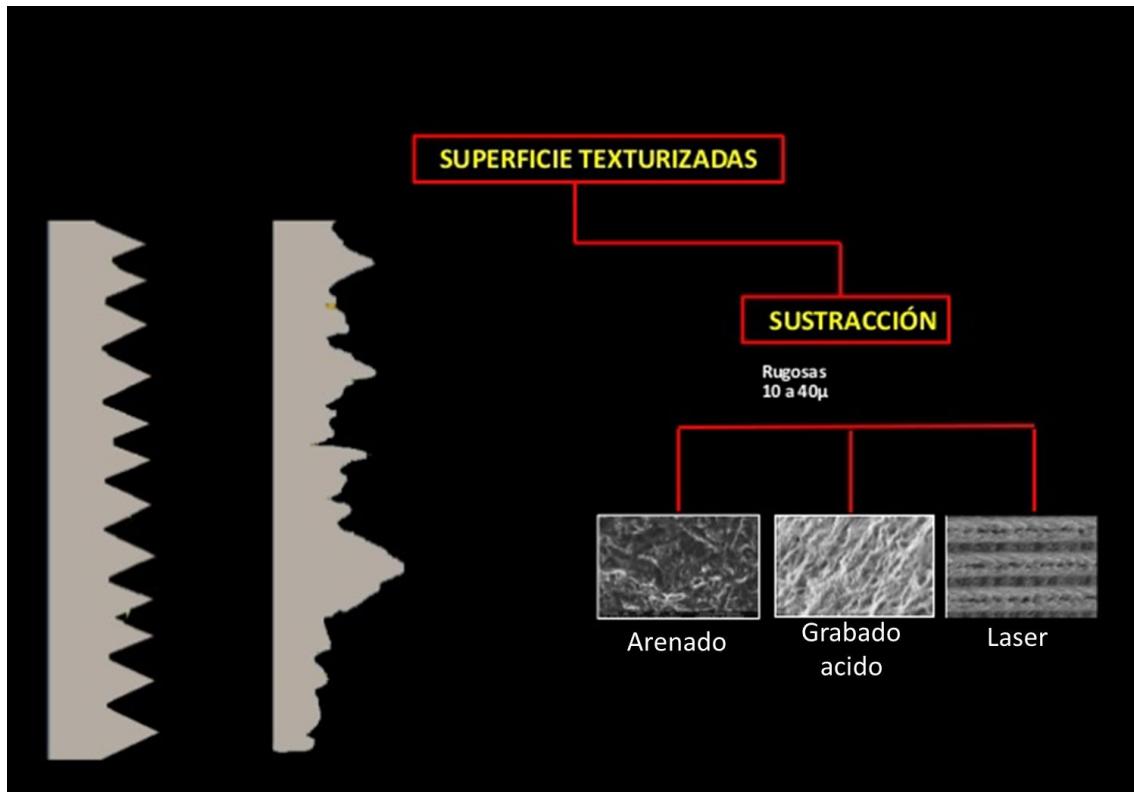 SUPERFICIE TEXTURIZADAS
SUSTRACCIÓN
Rugosas
10 a 40µ
Arenado
Grabado
acido
Laser